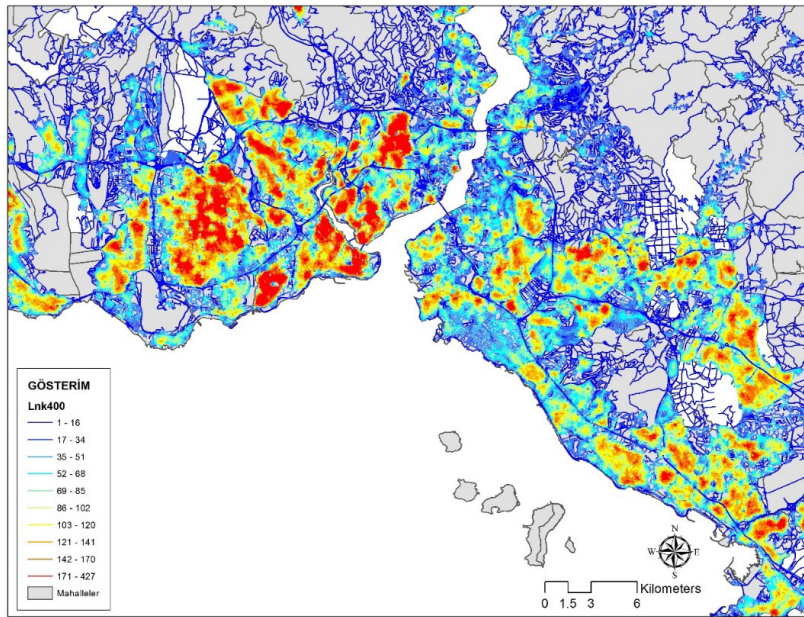 GÖSTERİM
Lnk400
1 - 16
17 - 34
35 - 51
52 - 68
69 - 85
86 - 102
103 - 120
121 - 141
142 - 170
171 - 427
Mahalleler
N
W E
S
Kilometers
0 1.5 3 6